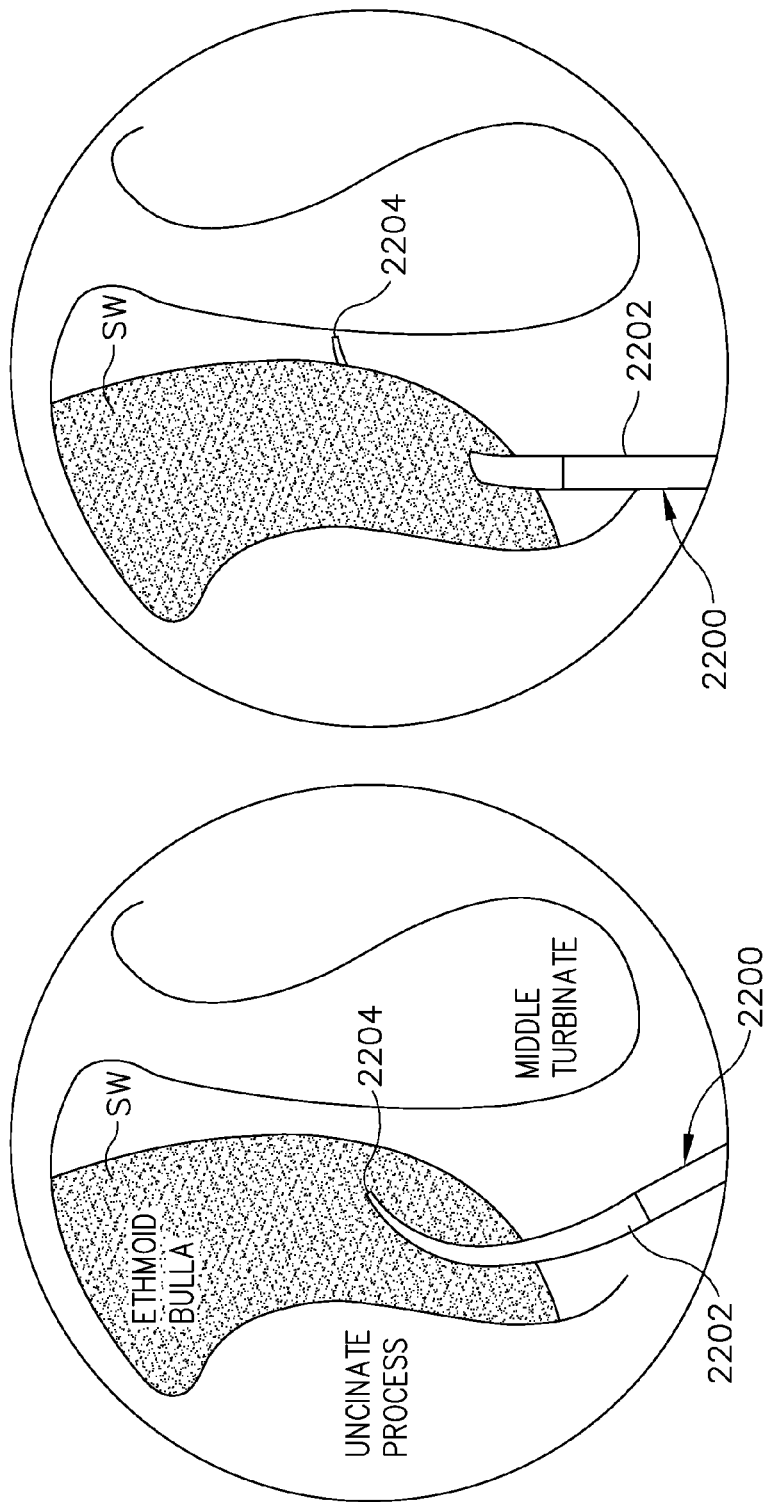 SW
ETHMOID
BULLA
2204
UNCINATE
PROCESS
MIDDLE
TURBINATE
2202
2200
SW
2204
2202
2200